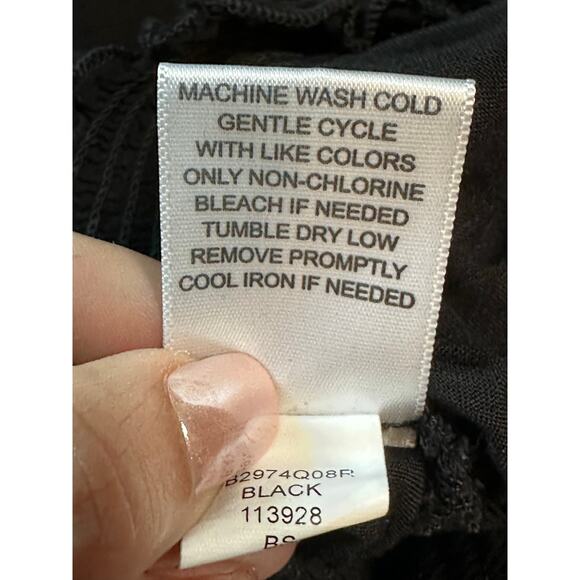 MACHINE WASH COLD
GENTLE CYCLE
WITH LIKE COLORS
ONLY NON-CHLORINE
BLEACH IF NEEDED
TUMBLE DRY LOW
REMOVE PROMPTLY
COOL IRON IF NEEDED
B2974Q08R
BLACK
113928